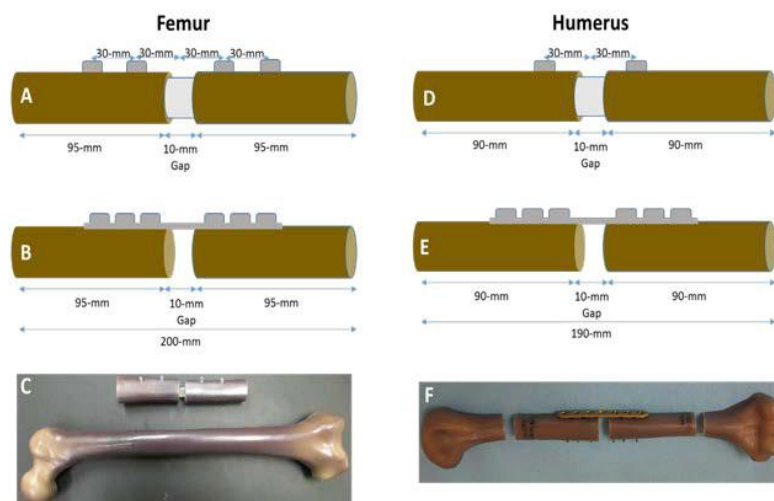 Femur
30-mm 30-mm 30-mm 30-mm
A
95-mm 10-mm 95-mm
Gap
B
95-mm 10-mm 95-mm
Gap
200-mm
C
Humerus
30-mm 30-mm
D
90-mm 10-mm 90-mm
Gap
E
90-mm 10-mm 90-mm
Gap
190-mm
F